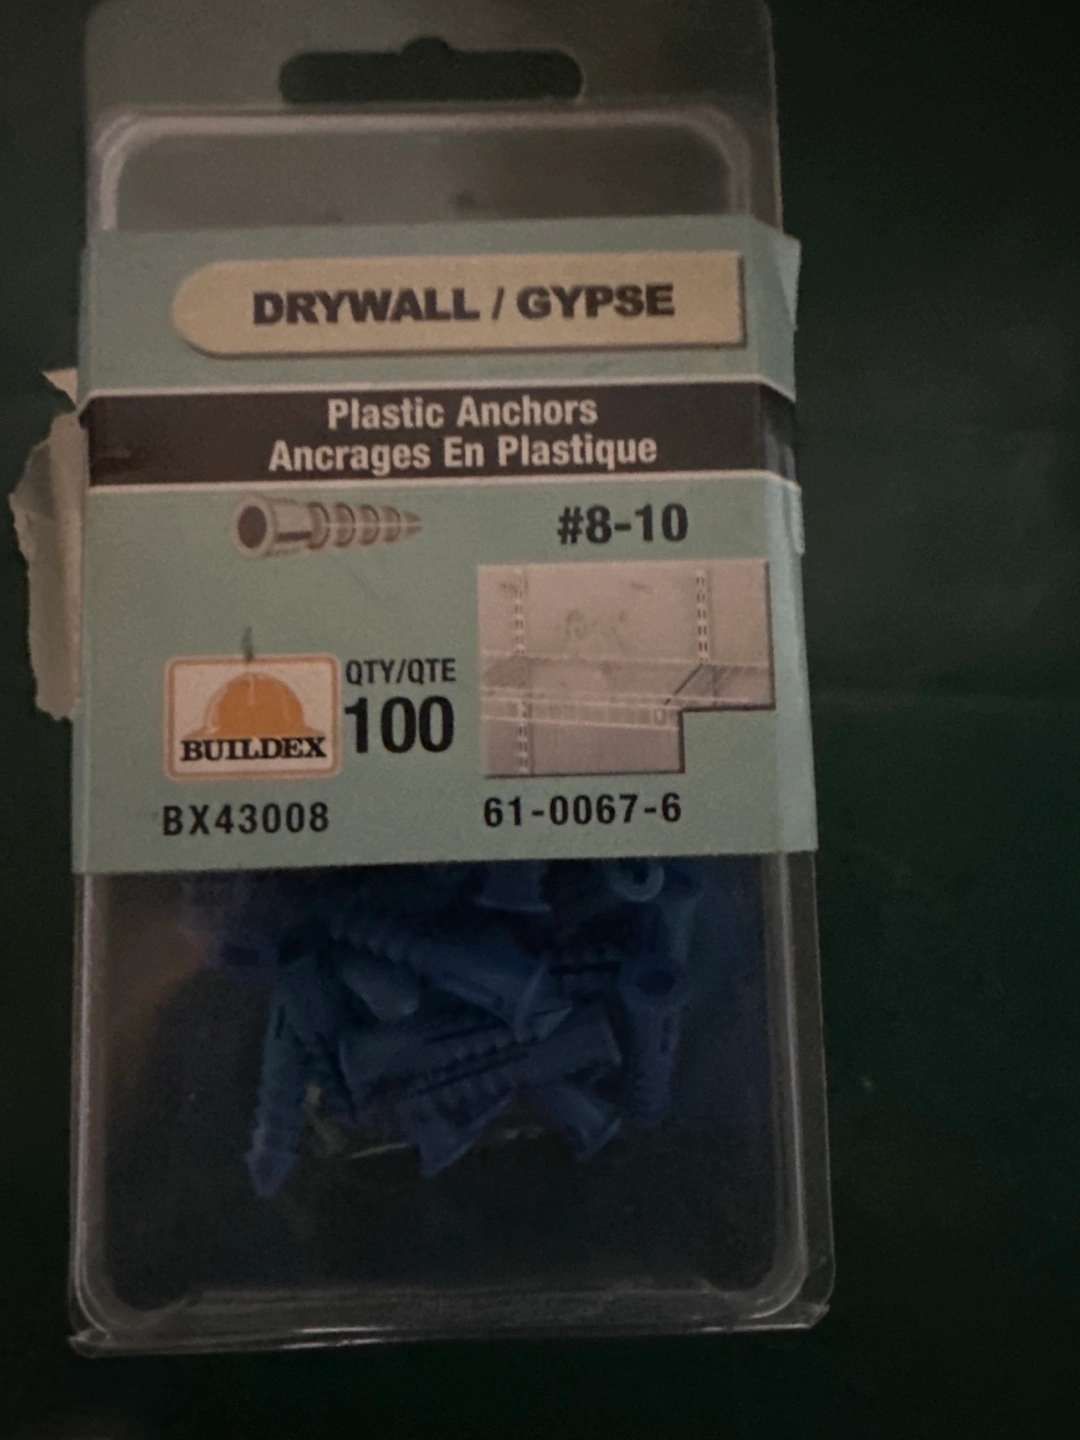 DRYWALL / GYPSE
Plastic Anchors
Ancrages En Plastique
#8-10
QTY/QTE
100
BUILDEX
BX43008
61-0067-6